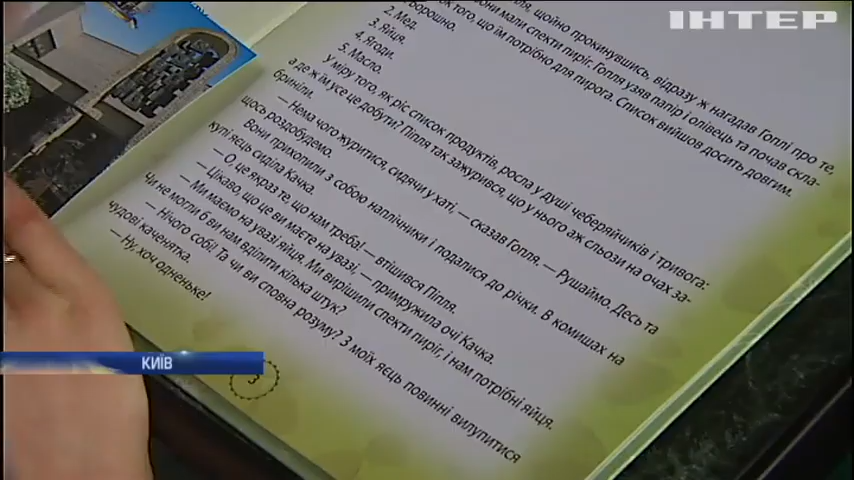 ІНТЕР
щойно прокинувшись, відразу ж нагадав Гоплі про те,
вони мали спекти пиріг. Гопля узяв папір і олівець та почав скла-
того, що їм потрібно для пирога. Список вийшов досить довгим.
Борошно.
2. Мед.
3. Яйця.
4. Ягоди.
5. Масло.
У міру того, як ріс список продуктів, росла у душі чеберяйчиків і тривога:
а де ж їм усе це добути? Піпля так зажурився, що у нього аж сльози на очах за-
бриніли.
— Нема чого журитися, сидячи у хаті, — сказав Гопля. — Рушаймо. Десь та
щось роздобудемо.
Вони прихопили з собою наплічники і подалися до річки. В комишах на
купі яєць сиділа Качка.
— О, це якраз те, що нам треба! — втішився Піпля.
— Цікаво, що це ви маєте на увазі, — примружила очі Качка.
— Ми маємо на увазі яйця. Ми вирішили спекти пиріг, і нам потрібні яйця.
Чи не могли б ви нам вділити кілька штук?
— Нічого собі! Та чи ви сповна розуму? З моїх яєць повинні вилупитися
чудові каченятка.
— Ну, хоч одненьке!
3
КИЇВ